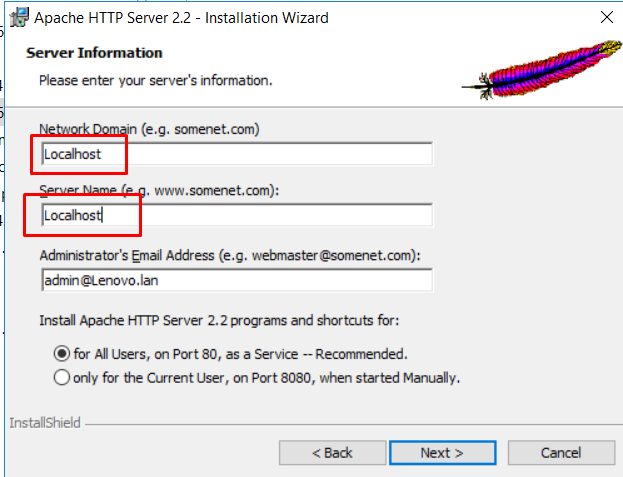 Apache HTTP Server 2.2 - Installation Wizard
Server Information
Please enter your server's information.
Network Domain (e.g. somenet.com)
Localhost
Server Name (e.g. www.somenet.com):
Localhost
Administrator's Email Address (e.g. webmaster@somenet.com):
admin@Lenovo.lan
Install Apache HTTP Server 2.2 programs and shortcuts for:
for All Users, on Port 80, as a Service -- Recommended.
only for the Current User, on Port 8080, when started Manually.
InstallShield
< Back Next > Cancel